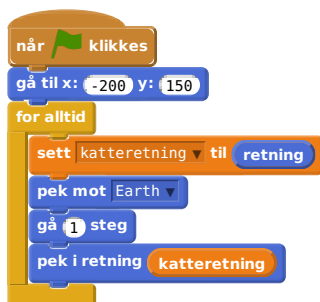 når klikkes
gå til x: -200 y: 150
for alltid
sett katteretning til retning
pek mot Earth
gå 1 steg
pek i retning katteretning